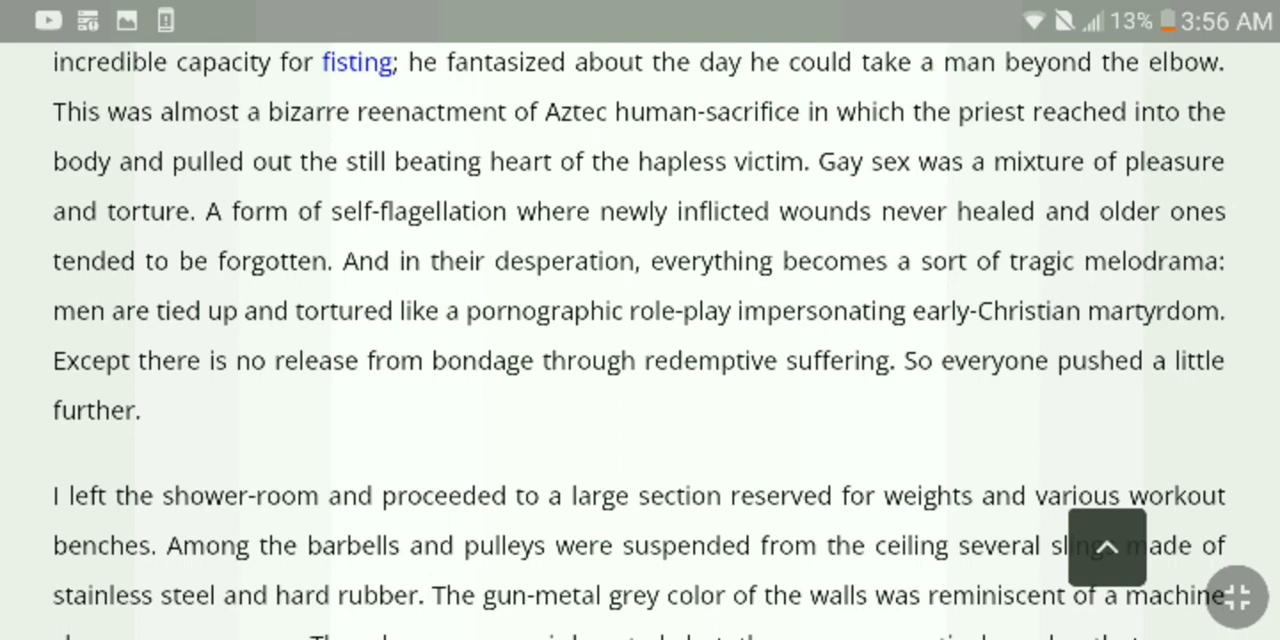 13% 3:56 AM
incredible capacity for fisting; he fantasized about the day he could take a man beyond the elbow.
This was almost a bizarre reenactment of Aztec human-sacrifice in which the priest reached into the
body and pulled out the still beating heart of the hapless victim. Gay sex was a mixture of pleasure
and torture. A form of self-flagellation where newly inflicted wounds never healed and older ones
tended to be forgotten. And in their desperation, everything becomes a sort of tragic melodrama:
men are tied up and tortured like a pornographic role-play impersonating early-Christian martyrdom.
Except there is no release from bondage through redemptive suffering. So everyone pushed a little
further.
I left the shower-room and proceeded to a large section reserved for weights and various workout
benches. Among the barbells and pulleys were suspended from the ceiling several slings made of
stainless steel and hard rubber. The gun-metal grey color of the walls was reminiscent of a machine